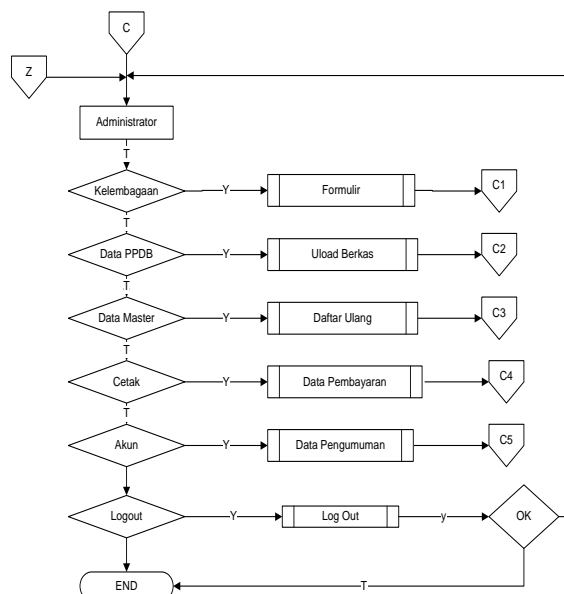 C
Z
Administrator
T
Kelembagaan
Y
Formulir
C1
T
Data PPDB
Y
Uload Berkas
C2
T
Data Master
Y
Daftar Ulang
C3
T
Cetak
Y
Data Pembayaran
C4
T
Akun
Y
Data Pengumuman
C5
Logout
Y
Log Out
y
OK
END
T